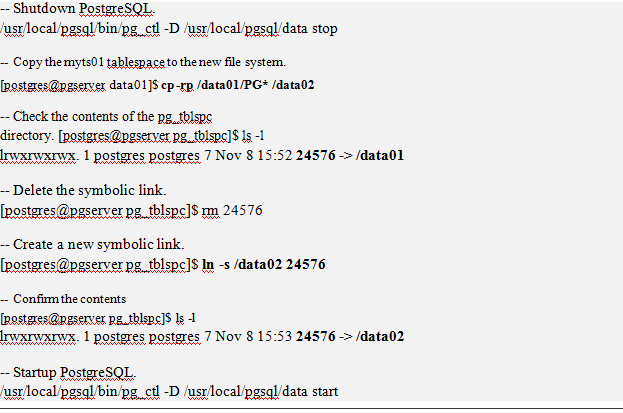 -- Shutdown PostgreSQL.
/usr/local/pgsql/bin/pg_ctl -D /usr/local/pgsql/data stop
-- Copy the myts01 tablespace to the new file system.
[postgres@pgserver data01]$ cp -rp /data01/PG* /data02
-- Check the contents of the pg_tblspc
directory. [postgres@pgserver pg_tblspc]$ ls -l
lrwxrwxrwx. 1 postgres postgres 7 Nov 8 15:52 24576 -> /data01
-- Delete the symbolic link.
[postgres@pgserver pg_tblspc]$ rm 24576
-- Create a new symbolic link.
[postgres@pgserver pg_tblspc]$ ln -s /data02 24576
-- Confirm the contents
[postgres@pgserver pg_tblspc]$ ls -l
lrwxrwxrwx. 1 postgres postgres 7 Nov 8 15:53 24576 -> /data02
-- Startup PostgreSQL.
/usr/local/pgsql/bin/pg_ctl -D /usr/local/pgsql/data start